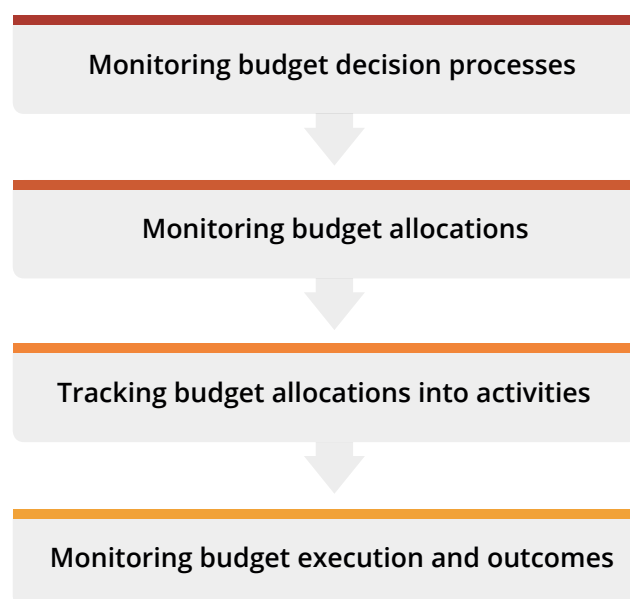 Monitoring budget decision processes
Monitoring budget allocations
Tracking budget allocations into activities
Monitoring budget execution and outcomes